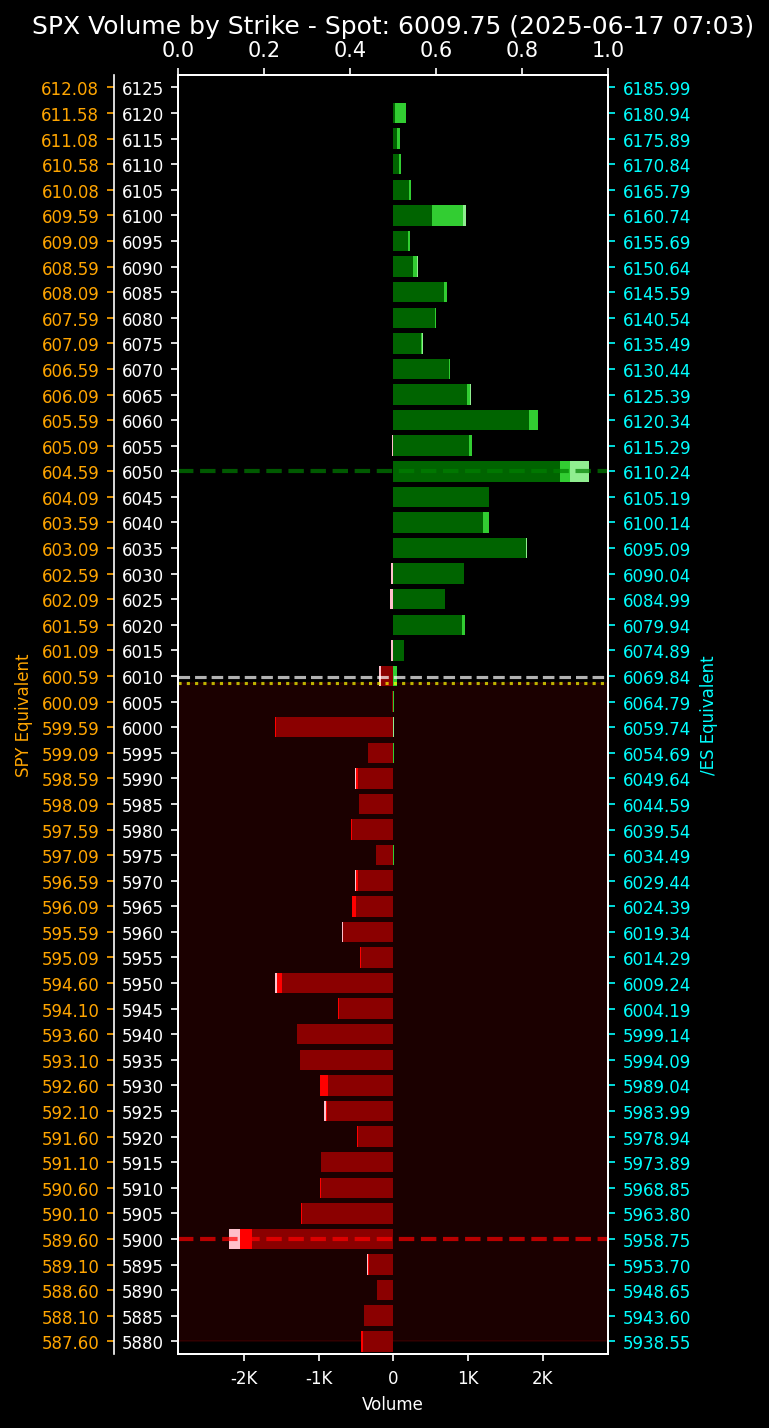 SPX Volume by Strike - Spot: 6009.75 (2025-06-17 07:03)
0.0 0.2 0.4 0.6 0.8 1.0
612.08 6125 6185.99
611.58 6120 6180.94
611.08 6115 6175.89
610.58 6110 6170.84
610.08 6105 6165.79
609.59 6100 6160.74
609.09 6095 6155.69
608.59 6090 6150.64
608.09 6085 6145.59
607.59 6080 6140.54
607.09 6075 6135.49
606.59 6070 6130.44
606.09 6065 6125.39
605.59 6060 6120.34
605.09 6055 6115.29
604.59 6050 6110.24
604.09 6045 6105.19
603.59 6040 6100.14
603.09 6035 6095.09
602.59 6030 6090.04
602.09 6025 6084.99
601.59 6020 6079.94
601.09 6015 6074.89
600.59 6010 6069.84
600.09 6005 6064.79
599.59 6000 6059.74
599.09 5995 6054.69
598.59 5990 6049.64
598.09 5985 6044.59
597.59 5980 6039.54
597.09 5975 6034.49
596.59 5970 6029.44
596.09 5965 6024.39
595.59 5960 6019.34
595.09 5955 6014.29
594.60 5950 6009.24
594.10 5945 6004.19
593.60 5940 5999.14
593.10 5935 5994.09
592.60 5930 5989.04
592.10 5925 5983.99
591.60 5920 5978.94
591.10 5915 5973.89
590.60 5910 5968.85
590.10 5905 5963.80
589.60 5900 5958.75
589.10 5895 5953.70
588.60 5890 5948.65
588.10 5885 5943.60
587.60 5880 5938.55
SPY Equivalent
/ES Equivalent
-2K -1K 0 1K 2K
Volume